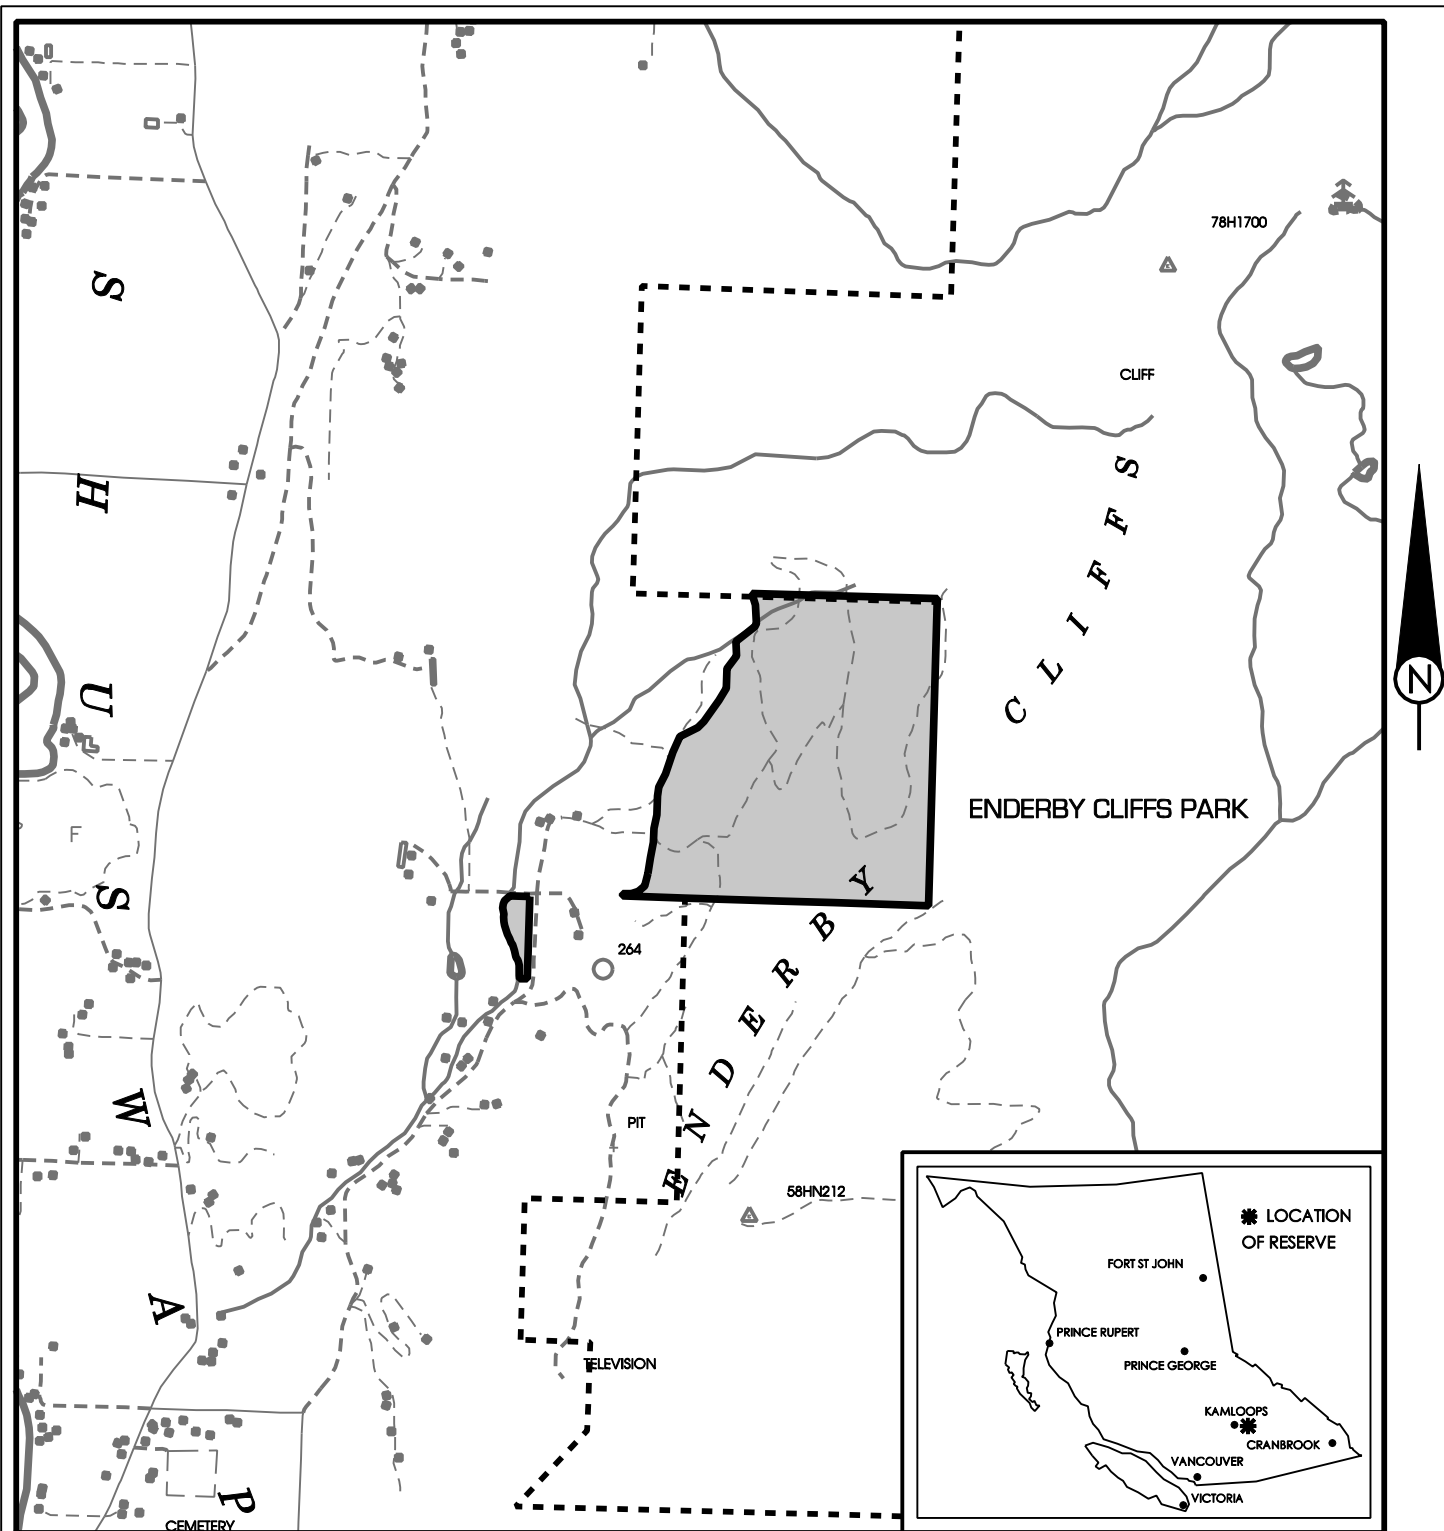 78H1700
CLIFF
N
ENDERBY CLIFFS PARK
ENDERBY CLIFFS
SHUSWAP
F
264
PIT
58HN212
TELEVISION
CEMETERY
LOCATION
OF RESERVE
FORT ST JOHN
PRINCE RUPERT
PRINCE GEORGE
KAMLOOPS
CRANBROOK
VANCOUVER
VICTORIA